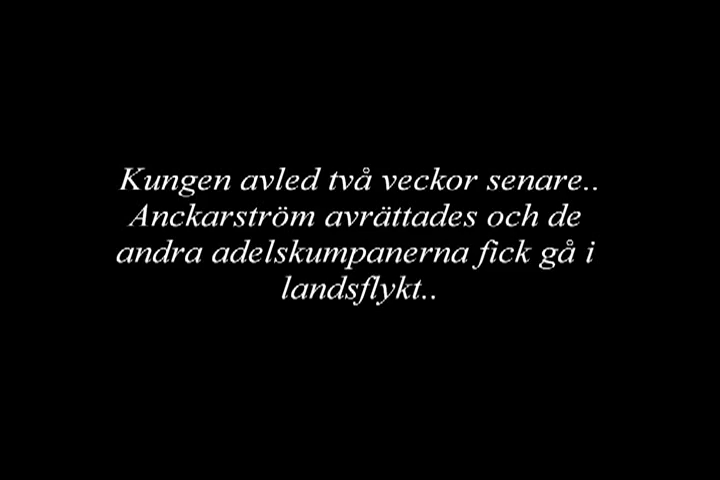 Kungen avled två veckor senare..
Anckarström avrättades och de
andra adelskumpanerna fick gå i
landsflykt..